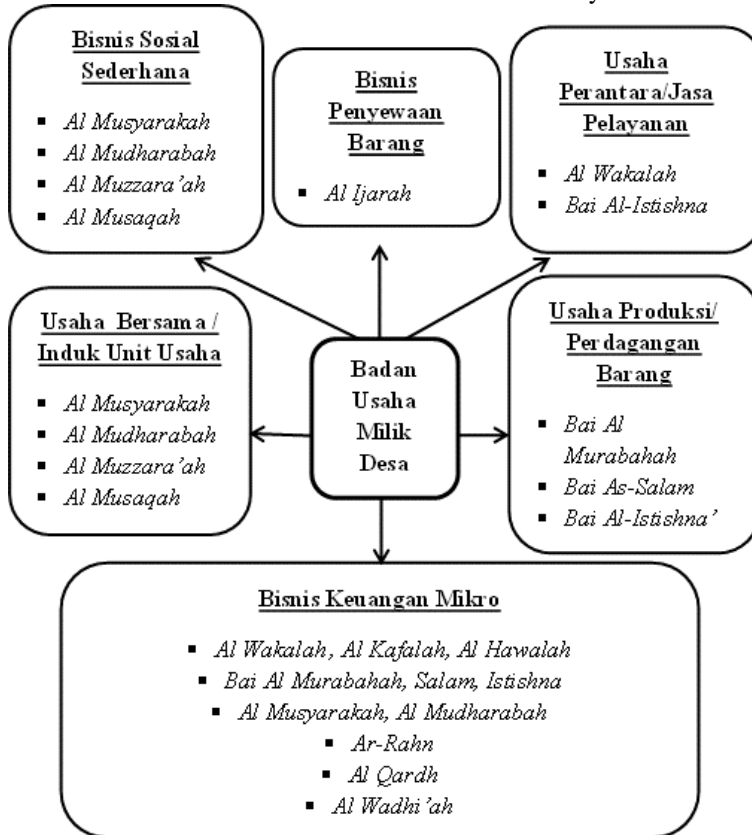 Bisnis Sosial
Sederhana
▪ Al Musyarakah
▪ Al Mudharabah
▪ Al Muzzara’ah
▪ Al Musaqah
Bisnis
Penyewaan
Barang
▪ Al Ijarah
Usaha
Perantara/Jasa
Pelayanan
▪ Al Wakalah
▪ Bai Al-Istishna
Usaha Bersama /
Induk Unit Usaha
▪ Al Musyarakah
▪ Al Mudharabah
▪ Al Muzzara’ah
▪ Al Musaqah
Badan
Usaha
Milik
Desa
Usaha Produksi/
Perdagangan
Barang
▪ Bai Al
Murabahah
▪ Bai As-Salam
▪ Bai Al-Istishna’
Bisnis Keuangan Mikro
▪ Al Wakalah, Al Kafalah, Al Hawalah
▪ Bai Al Murabahah, Salam, Istishna
▪ Al Musyarakah, Al Mudharabah
▪ Ar-Rahn
▪ Al Qardh
▪ Al Wadhi’ah